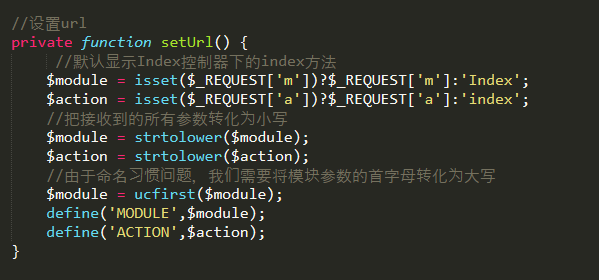 //设置url
private function setUrl() {
//默认显示Index控制器下的index方法
$module = isset($_REQUEST['m'])?$_REQUEST['m']:'Index';
$action = isset($_REQUEST['a'])?$_REQUEST['a']:'index';
//把接收到的所有参数转化为小写
$module = strtolower($module);
$action = strtolower($action);
//由于命名习惯问题，我们需要将模块参数的首字母转化为大写
$module = ucfirst($module);
define('MODULE',$module);
define('ACTION',$action);
}